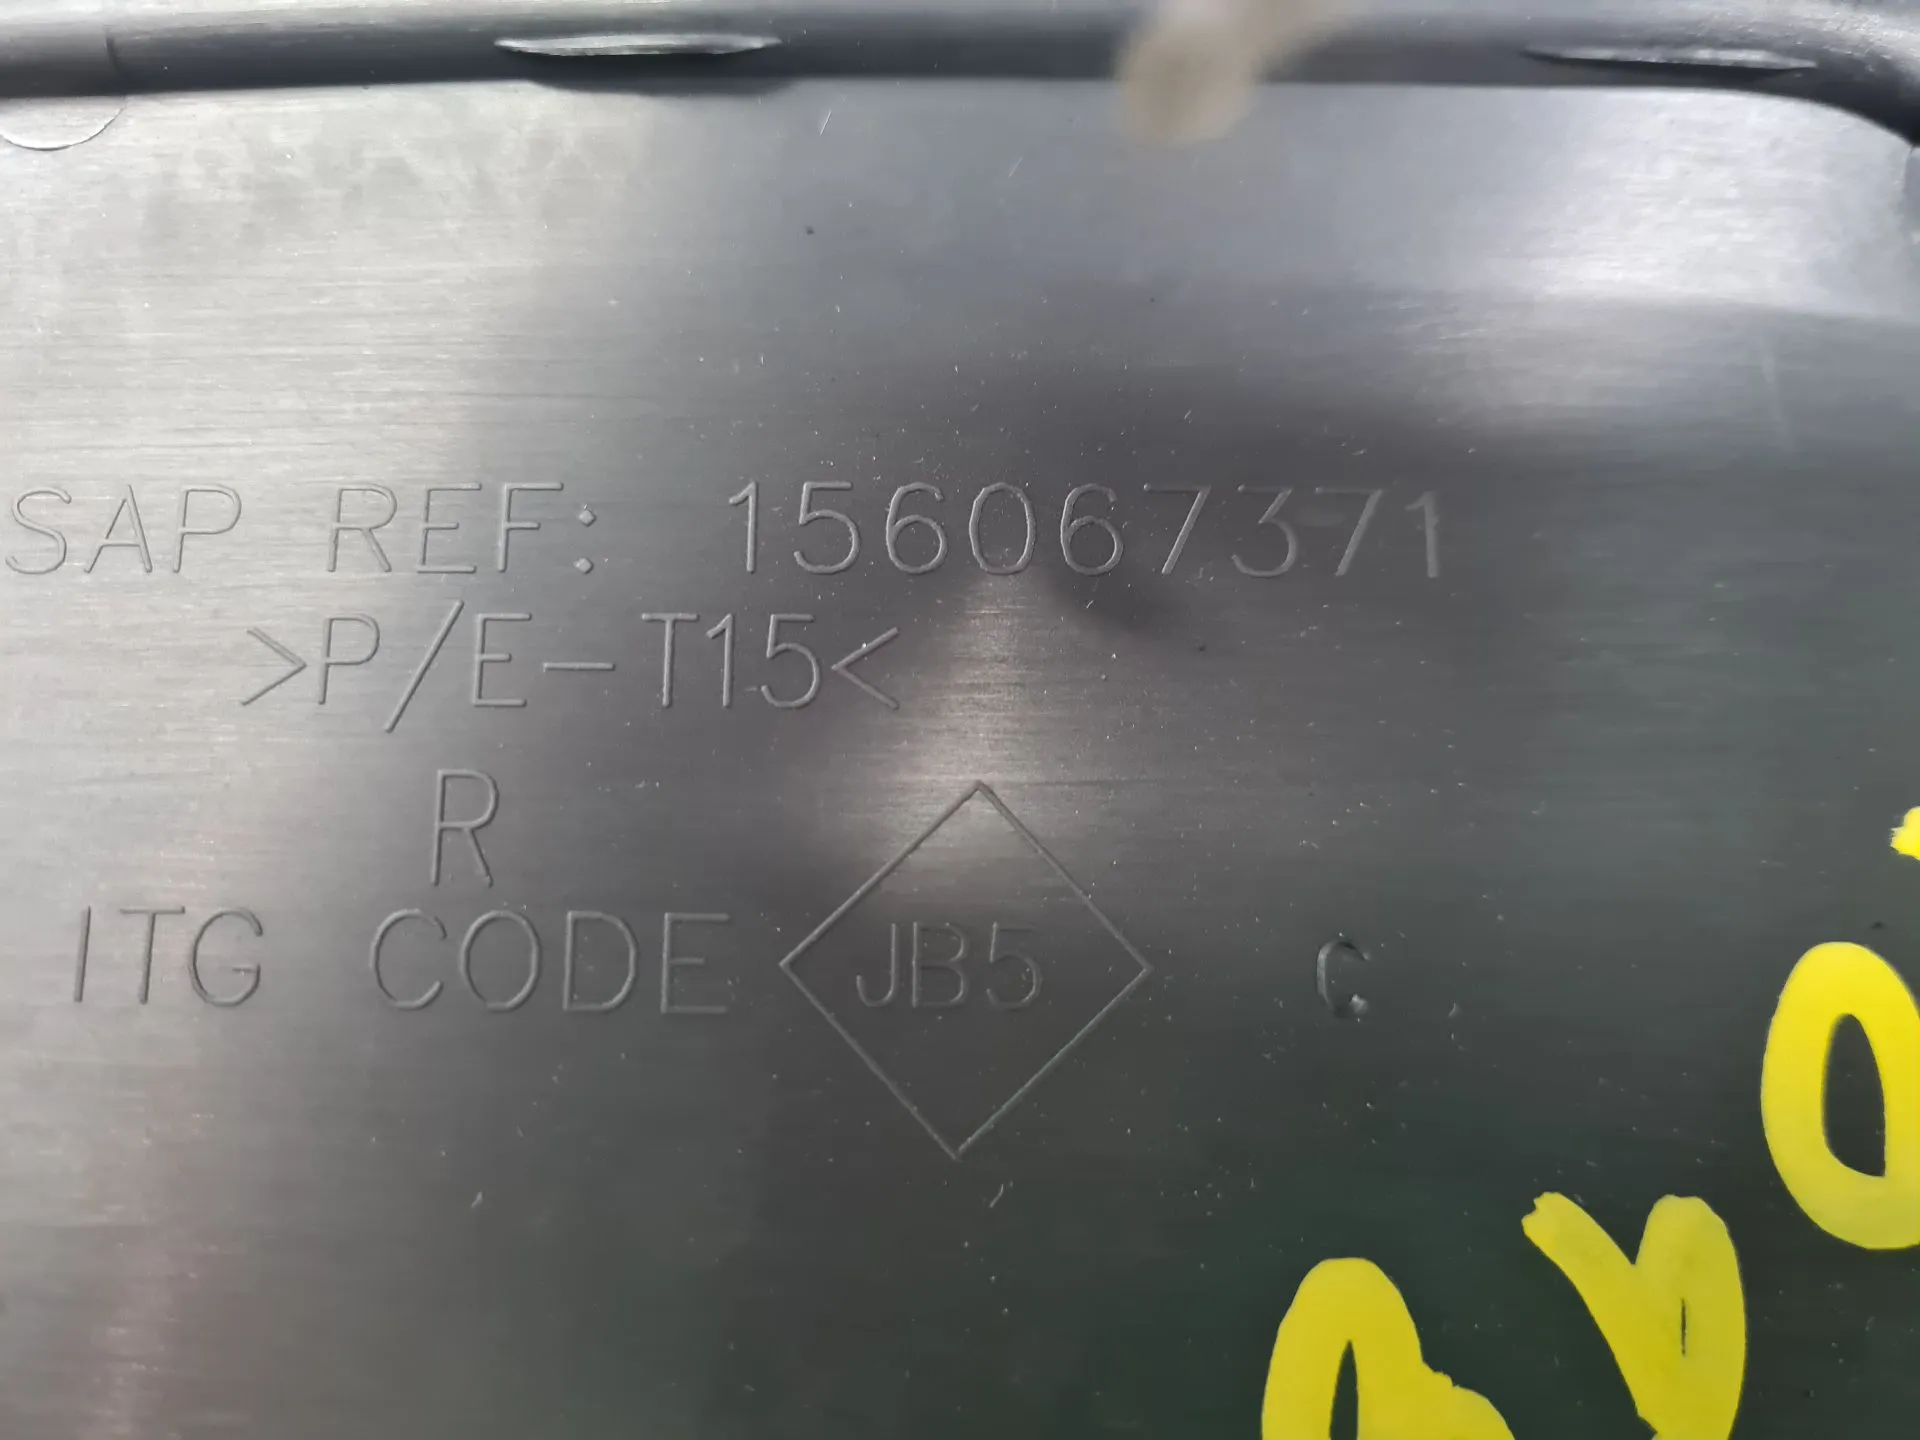 SAP REF: 156067371
>P/E-T15<
R
ITG CODE JB5 C